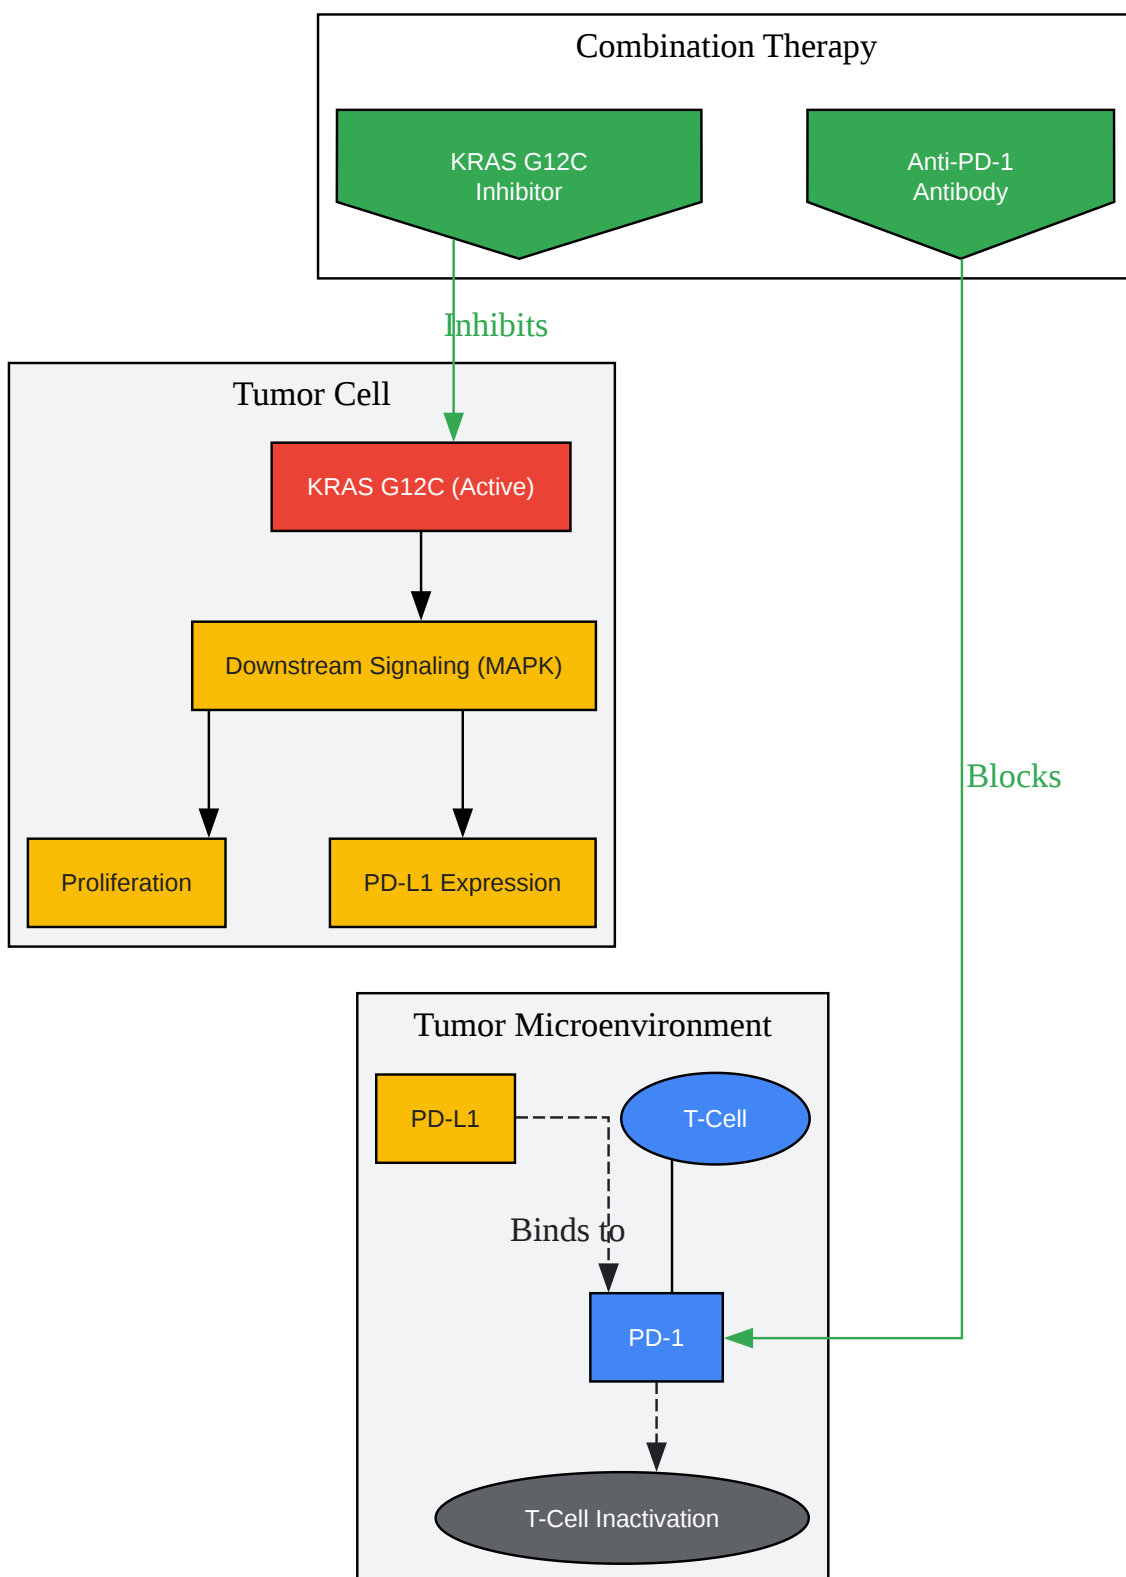 Combination Therapy
KRAS G12C
Inhibitor
Anti-PD-1
Antibody
Inhibits
Tumor Cell
KRAS G12C (Active)
Downstream Signaling (MAPK)
Blocks
Proliferation
PD-L1 Expression
Tumor Microenvironment
PD-L1
T-Cell
Binds to
PD-1
T-Cell Inactivation